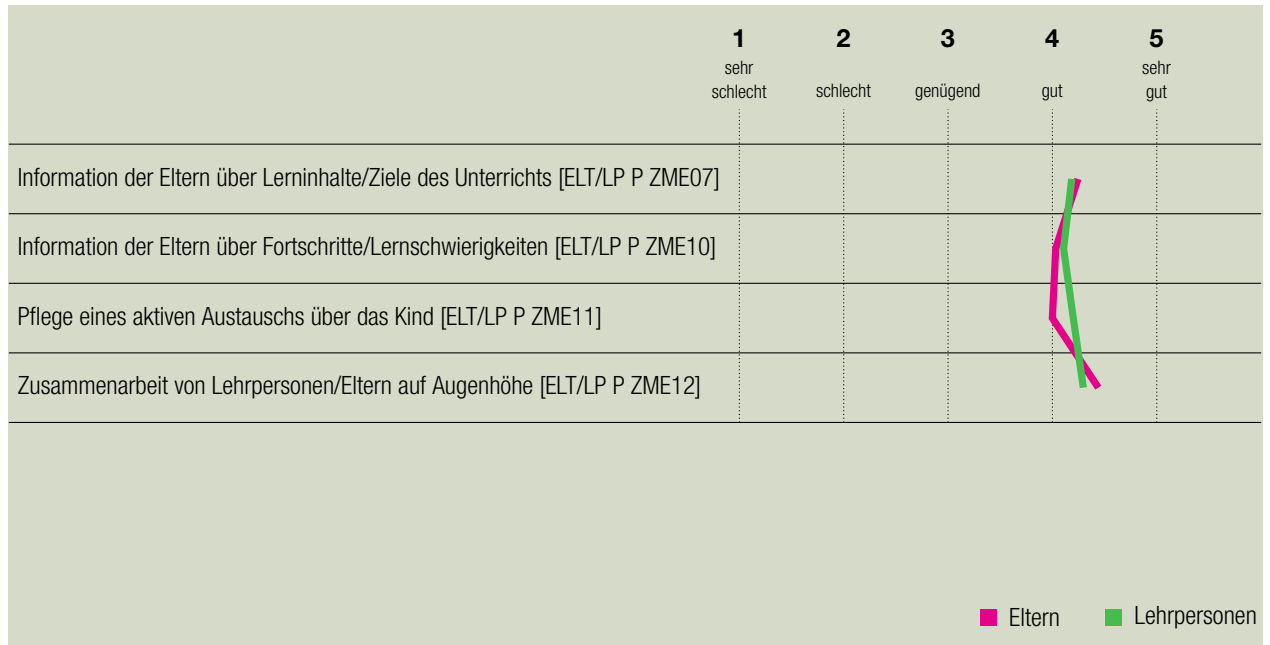 1 2 3 4 5
sehr schlecht schlecht genügend gut sehr gut
Information der Eltern über Lerninhalte/Ziele des Unterrichts [ELT/LP P ZME07]
Information der Eltern über Fortschritte/Lernschwierigkeiten [ELT/LP P ZME10]
Pflege eines aktiven Austauschs über das Kind [ELT/LP P ZME11]
Zusammenarbeit von Lehrpersonen/Eltern auf Augenhöhe [ELT/LP P ZME12]
Eltern Lehrpersonen